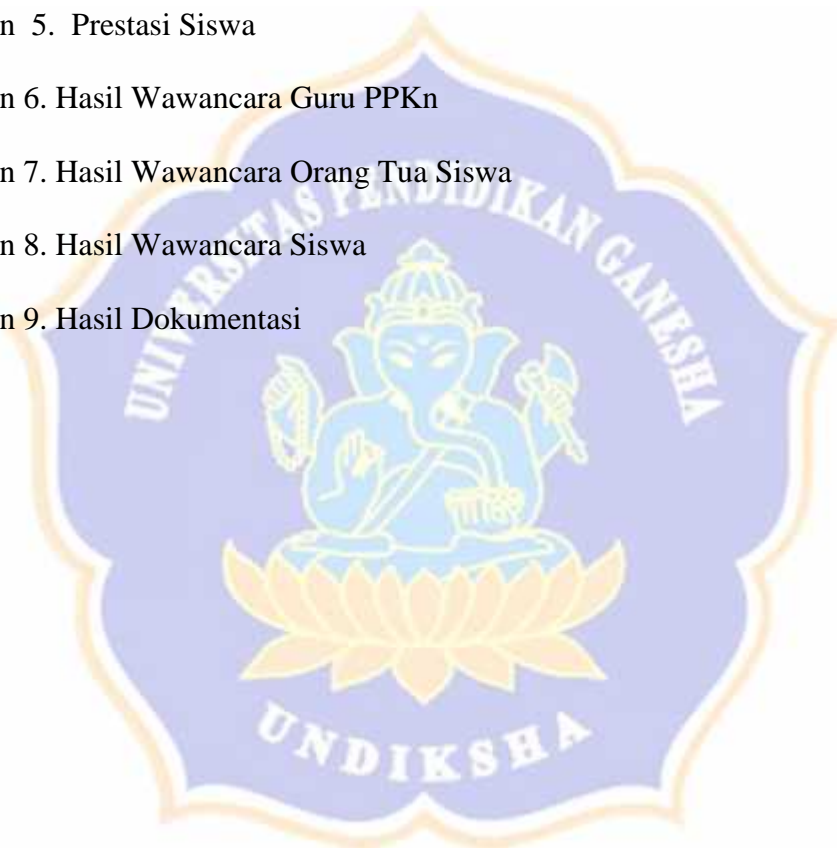 n 5. Prestasi Siswa
n 6. Hasil Wawancara Guru PPKn
n 7. Hasil Wawancara Orang Tua Siswa
n 8. Hasil Wawancara Siswa
n 9. Hasil Dokumentasi
UNIVERSITAS PENDIDIKAN GANESHA
UNDIKSHA